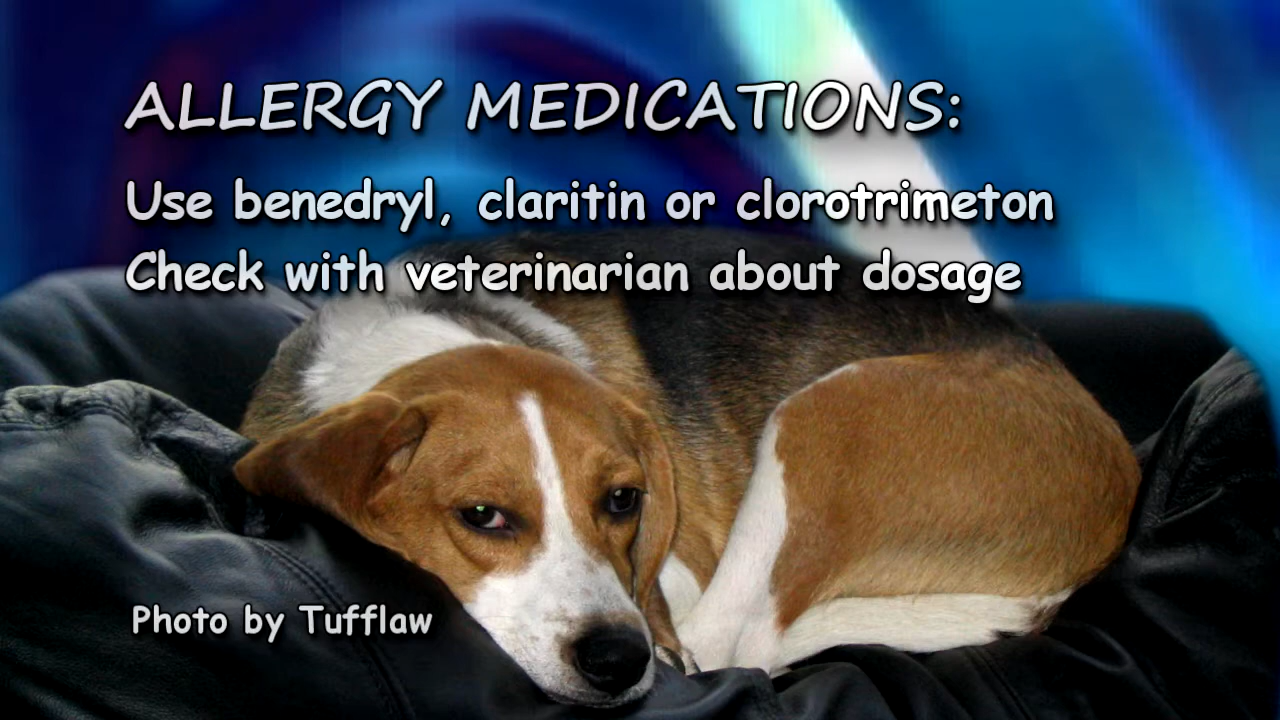 ALLERGY MEDICATIONS:
Use benedryl, claritin or clorotrimeton
Check with veterinarian about dosage
Photo by Tufflaw